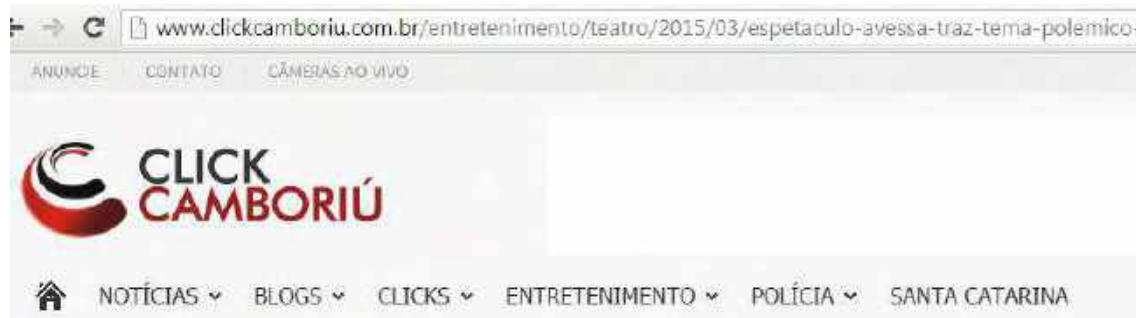 www.clickcamboriu.com.br/entretenimento/teatro/2015/03/espetaculo-avessa-traz-tema-polemico-
ANUNCIE CONTATO CÂMERAS AO VIVO
CLICK
CAMBORIÚ
NOTÍCIAS BLOGS CLICKS ENTRETENIMENTO POLÍCIA SANTA CATARINA